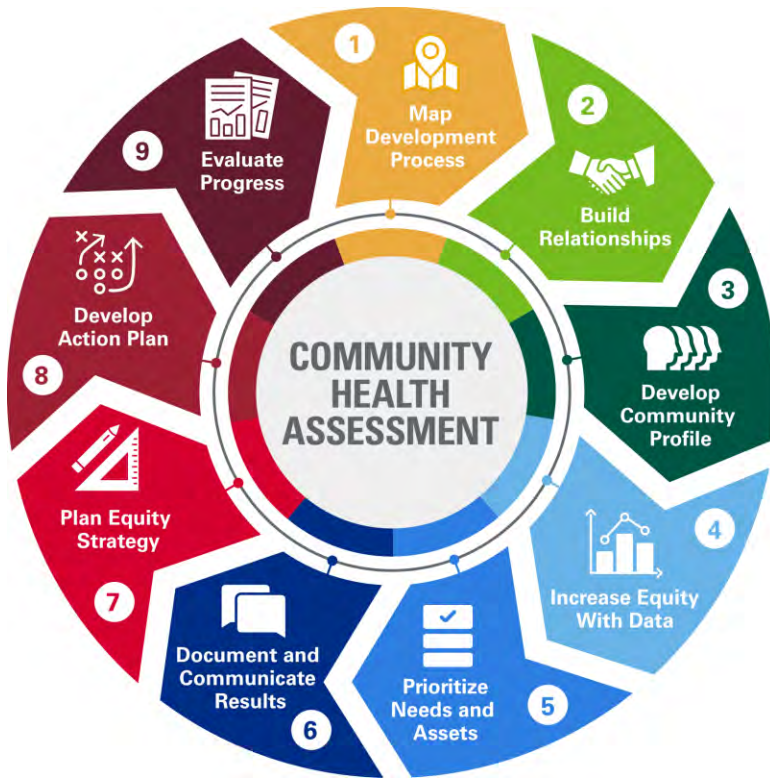 1
Map
Development
Process
2
Build
Relationships
3
Develop
Community
Profile
4
Increase Equity
With Data
5
Prioritize
Needs and
Assets
6
Document and
Communicate
Results
7
Plan Equity
Strategy
8
Develop
Action Plan
9
Evaluate
Progress
COMMUNITY
HEALTH
ASSESSMENT